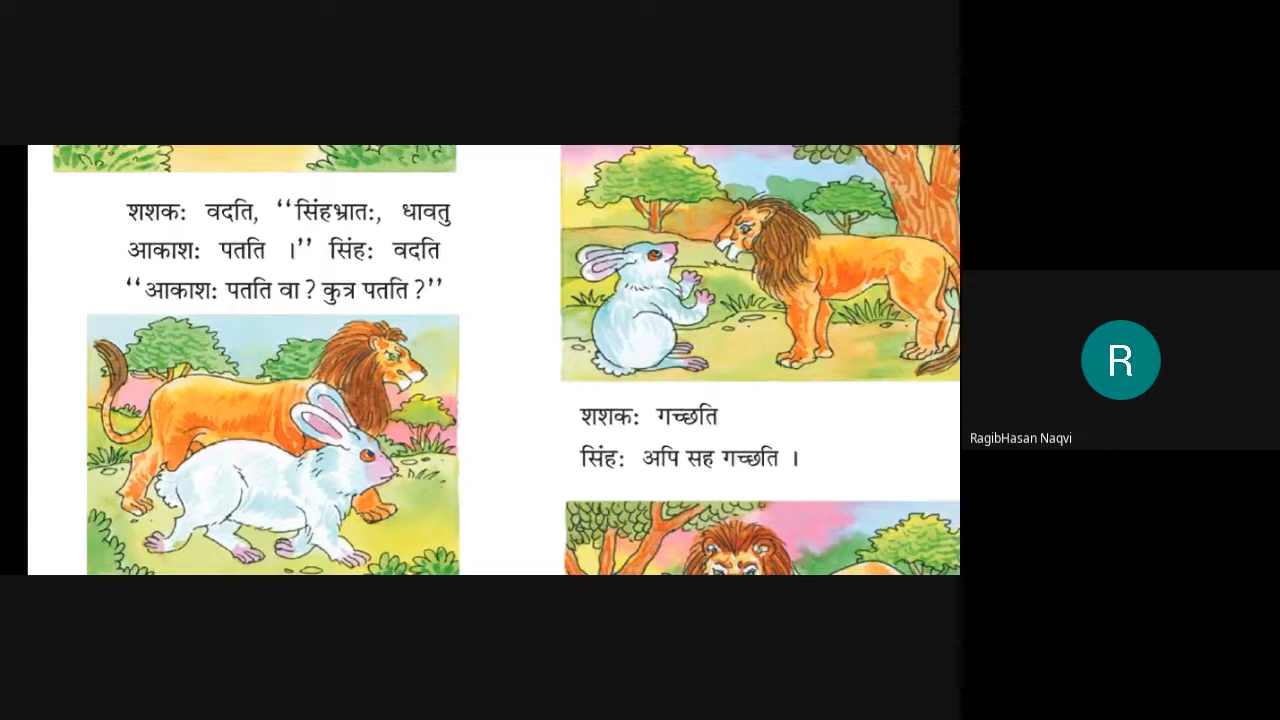 शशक: वदति, ‘‘सिंहभ्रात:, धावतु
आकाश: पतति ।’’ सिंह: वदति
‘‘आकाश: पतति वा ? कुत्र पतति ?’’
शशक: गच्छति
सिंह: अपि सह गच्छति ।
R
RagibHasan Naqvi